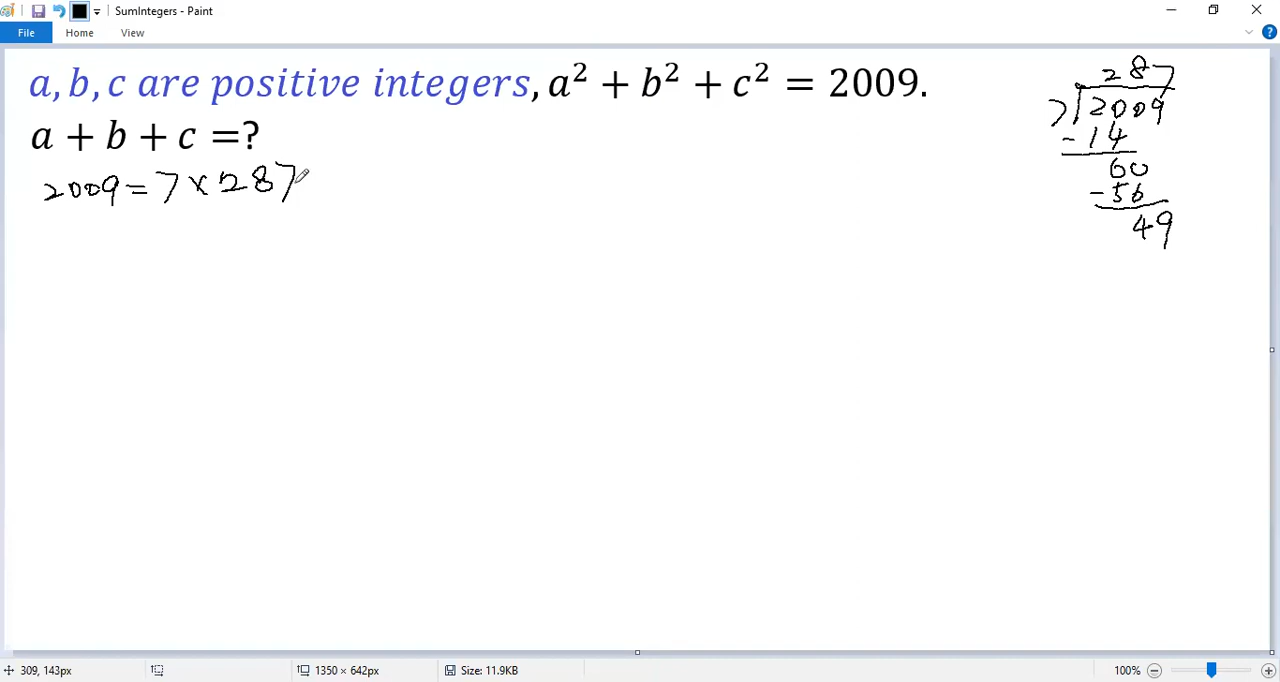 SumIntegers - Paint
File Home View
a, b, c are positive integers, a² + b² + c² = 2009.
a + b + c =?
2009 = 7 × 287
287
7 2009
- 14
60
- 56
49
309, 143px 1350 × 642px Size: 11.9KB 100%